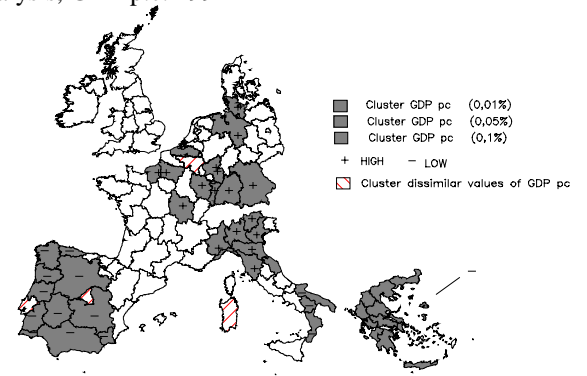 Cluster GDP pc (0,01%)
Cluster GDP pc (0,05%)
Cluster GDP pc (0,1%)
+ HIGH − LOW
Cluster dissimilar values of GDP pc